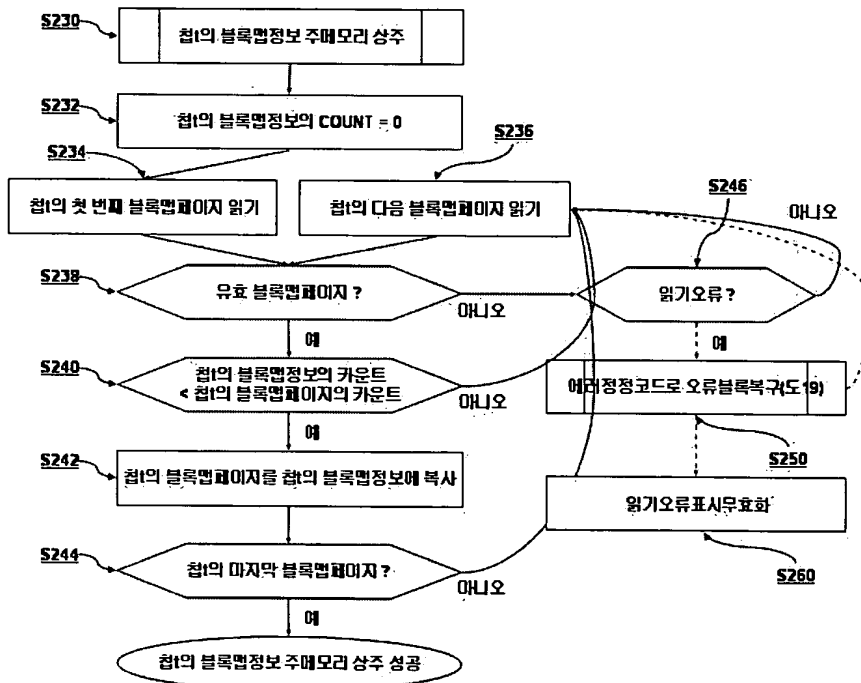 S230
칩t의 블록맵정보 주메모리 상주
S232
칩t의 블록맵정보의 COUNT = 0
S234
S236
칩t의 첫 번째 블록맵페이지 읽기
칩t의 다음 블록맵페이지 읽기
S246
아니오
S238
유효 블록맵페이지 ?
아니오
읽기오류 ?
예
예
S240
칩t의 블록맵정보의 카운트
< 칩t의 블록맵페이지의 카운트
아니오
에러정정코드로 오류블록복구(도19)
예
S250
S242
칩t의 블록맵페이지를 칩t의 블록맵정보에 복사
읽기오류표시무효화
S244
칩t의 마지막 블록맵페이지 ?
아니오
S260
예
칩t의 블록맵정보 주메모리 상주 성공